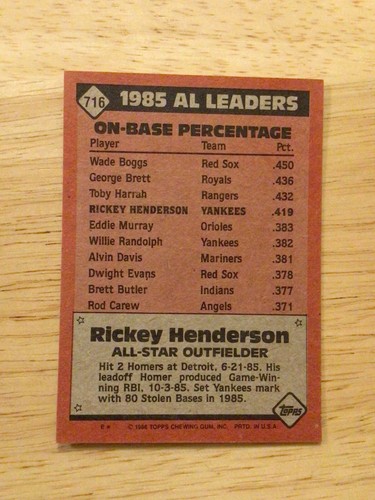 716 1985 AL LEADERS
ON-BASE PERCENTAGE
Player Team Pct.
Wade Boggs Red Sox .450
George Brett Royals .436
Toby Harrah Rangers .432
RICKEY HENDERSON YANKEES .419
Eddie Murray Orioles .383
Willie Randolph Yankees .382
Alvin Davis Mariners .381
Dwight Evans Red Sox .378
Brett Butler Indians .377
Rod Carew Angels .371
Rickey Henderson
ALL-STAR OUTFIELDER
Hit 2 Homers at Detroit, 6-21-85. His
leadoff Homer produced Game-Win-
ning RBI, 10-3-85. Set Yankees mark
with 80 Stolen Bases in 1985.
TOPPS
© 1986 TOPPS CHEWING GUM, INC. PRTD. IN U.S.A.